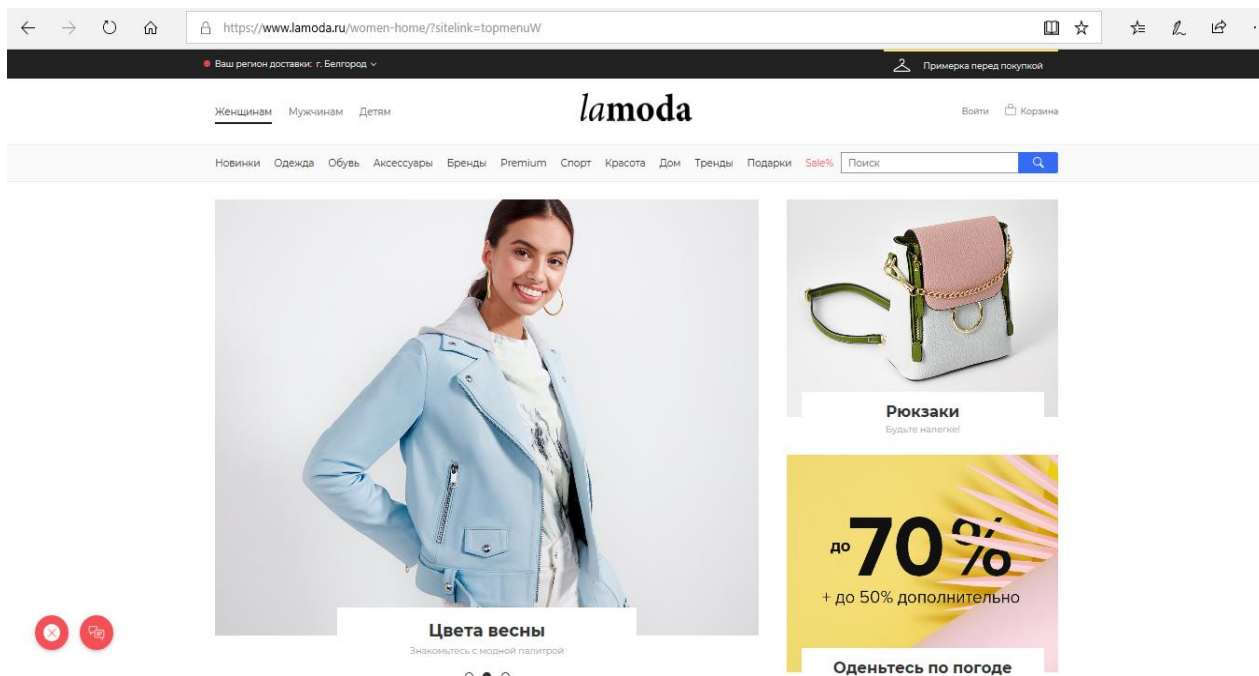 https://www.lamoda.ru/women-home/?sitelink=topmenuW
Ваш регион доставки: г. Белгород
Примерка перед покупкой
Женщинам Мужчинам Детям
lamoda
Войти Корзина
Новинки Одежда Обувь Аксессуары Бренды Premium Спорт Красота Дом Тренды Подарки Sale% Поиск
Рюкзаки
Будьте налегке!
до 70%
+ до 50% дополнительно
Оденьтесь по погоде
Цвета весны
Знакомьтесь с модной палитрой